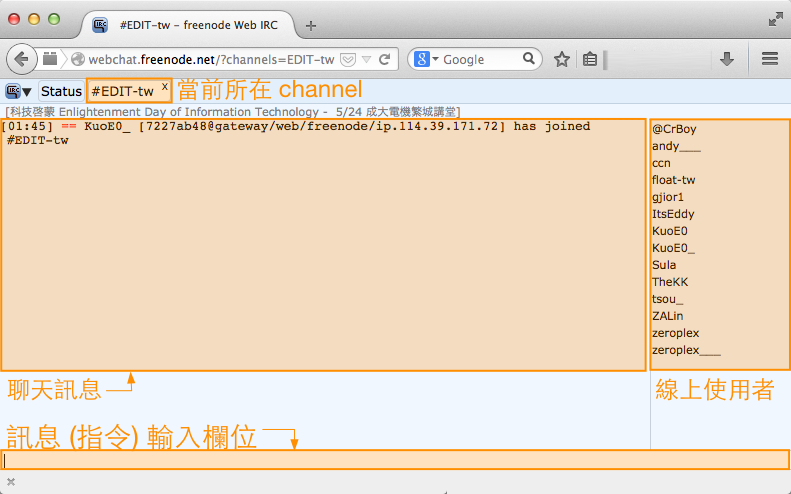 IRC #EDIT-tw – freenode Web IRC
webchat.freenode.net/?channels=EDIT-tw
Google
IRC Status #EDIT-tw x 當前所在 channel
[科技啓蒙 Enlightenment Day of Information Technology - 5/24 成大電機繁城講堂]
[01:45] == KuoE0_ [7227ab48@gateway/web/freenode/ip.114.39.171.72] has joined
#EDIT-tw
@CrBoy
andy___
ccn
float-tw
gjior1
ItsEddy
KuoE0
KuoE0_
Sula
TheKK
tsou_
ZALin
zeroplex
zeroplex___
聊天訊息
線上使用者
訊息 (指令) 輸入欄位